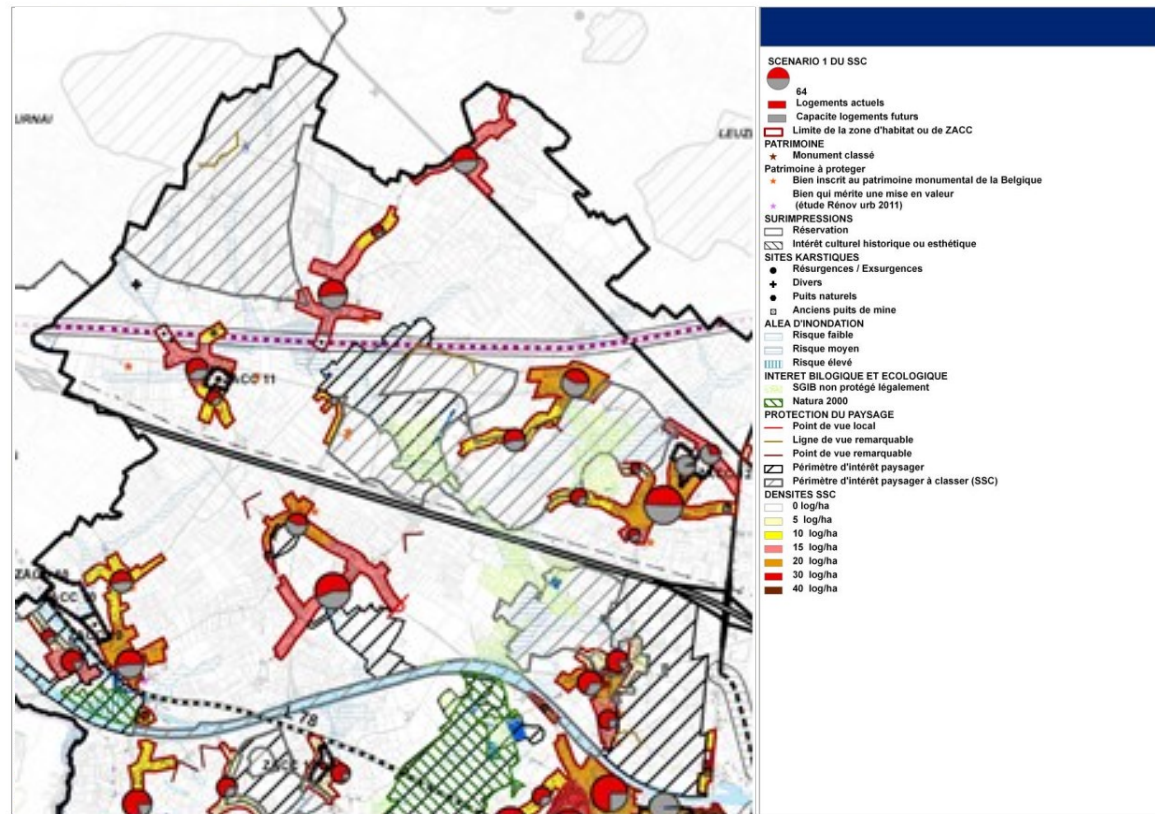 URNAI
LEUZ
ACC 11
L 78
SCENARIO 1 DU SSC
64
Logements actuels
Capacite logements futurs
Limite de la zone d'habitat ou de ZACC
PATRIMOINE
Monument classé
Patrimoine à proteger
Bien inscrit au patrimoine monumental de la Belgique
Bien qui mérite une mise en valeur
(étude Rénov urb 2011)
SURIMPRESSIONS
Réservation
Intérêt culturel historique ou esthétique
SITES KARSTIQUES
Résurgences / Exsurgences
Divers
Puits naturels
Anciens puits de mine
ALEA D'INONDATION
Risque faible
Risque moyen
Risque élevé
INTERET BILOGIQUE ET ECOLOGIQUE
SGIB non protégé légalement
Natura 2000
PROTECTION DU PAYSAGE
Point de vue local
Ligne de vue remarquable
Point de vue remarquable
Périmètre d'intérêt paysager
Périmètre d'intérêt paysager à classer (SSC)
DENSITES SSC
0 log/ha
5 log/ha
10 log/ha
15 log/ha
20 log/ha
30 log/ha
40 log/ha